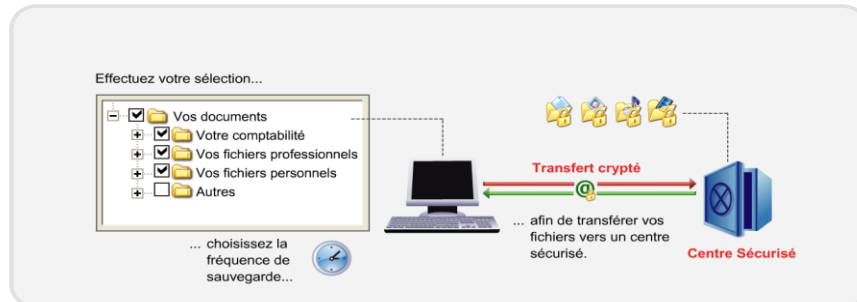 Effectuez votre sélection...
Vos documents
Votre comptabilité
Vos fichiers professionnels
Vos fichiers personnels
Autres
... choisissez la
fréquence de
sauvegarde...
Transfert crypté
@
... afin de transférer vos
fichiers vers un centre
sécurisé.
Centre Sécurisé